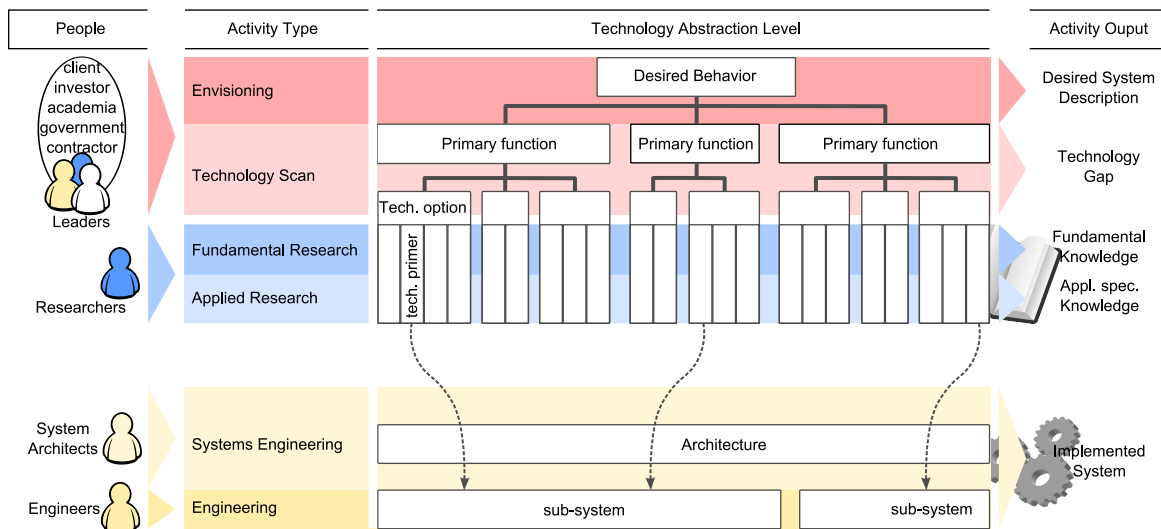 People
Activity Type
Technology Abstraction Level
Activity Ouput
client
investor
academia
government
contractor
Leaders
Envisioning
Desired Behavior
Desired System
Description
Technology Scan
Primary function
Primary function
Primary function
Technology
Gap
Tech. option
tech. primer
Researchers
Fundamental Research
Applied Research
Fundamental
Knowledge
Appl. spec.
Knowledge
System
Architects
Systems Engineering
Architecture
Implemented
System
Engineers
Engineering
sub-system
sub-system